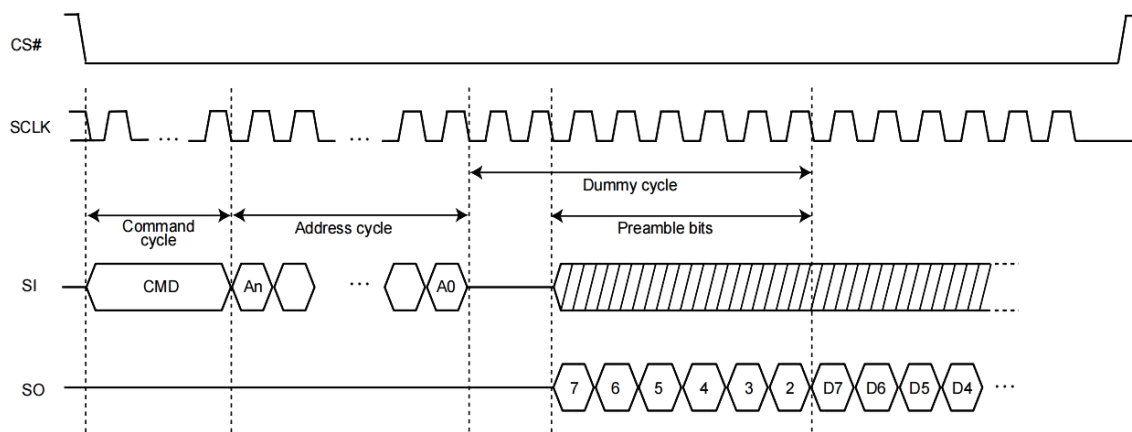 CS#
SCLK
...
...
Dummy cycle
Command
cycle
Address cycle
Preamble bits
SI
CMD
An
...
A0
SO
7
6
5
4
3
2
D7
D6
D5
D4
...